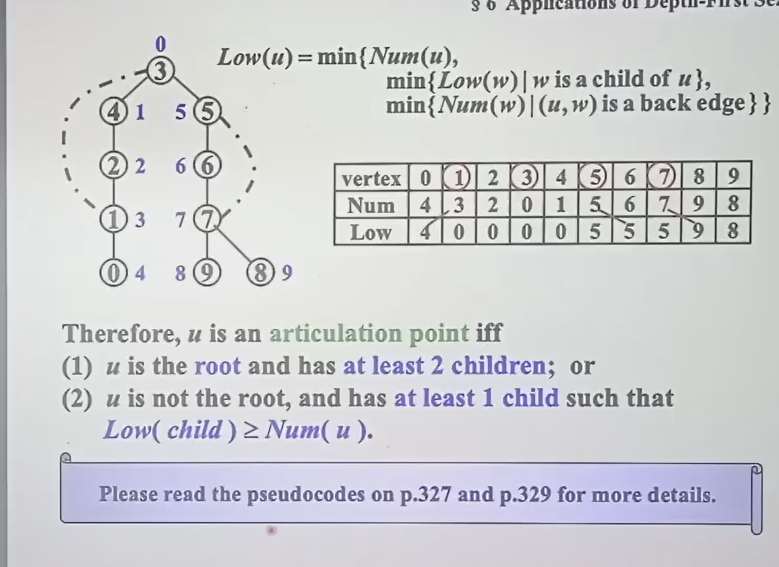 § 6 Applications of Depth-First Se
0
3
Low(u) = min{Num(u),
min{Low(w) | w is a child of u},
min{Num(w) | (u, w) is a back edge} }
4 1 5 5
2 2 6 6
1 3 7 7
0 4 8 9 8 9
vertex 0 1 2 3 4 5 6 7 8 9
Num 4 3 2 0 1 5 6 7 9 8
Low 4 0 0 0 0 5 5 5 9 8
Therefore, u is an articulation point iff
(1) u is the root and has at least 2 children; or
(2) u is not the root, and has at least 1 child such that
Low( child ) ≥ Num( u ).
Please read the pseudocodes on p.327 and p.329 for more details.